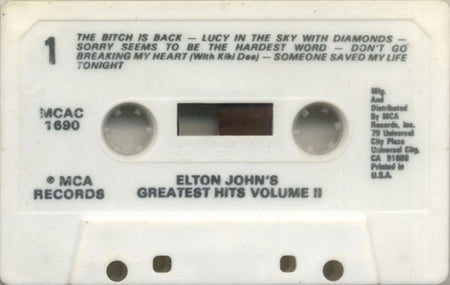 1
THE BITCH IS BACK – LUCY IN THE SKY WITH DIAMONDS –
SORRY SEEMS TO BE THE HARDEST WORD – DON'T GO
BREAKING MY HEART (With Kiki Dee) – SOMEONE SAVED MY LIFE
TONIGHT
MCAC
1690
Mfg.
And
Distributed
By MCA
Records, Inc.
70 Universal
City Plaza
Universal City,
CA 91608
Printed in
U.S.A.
℗ MCA
RECORDS
ELTON JOHN'S
GREATEST HITS VOLUME II